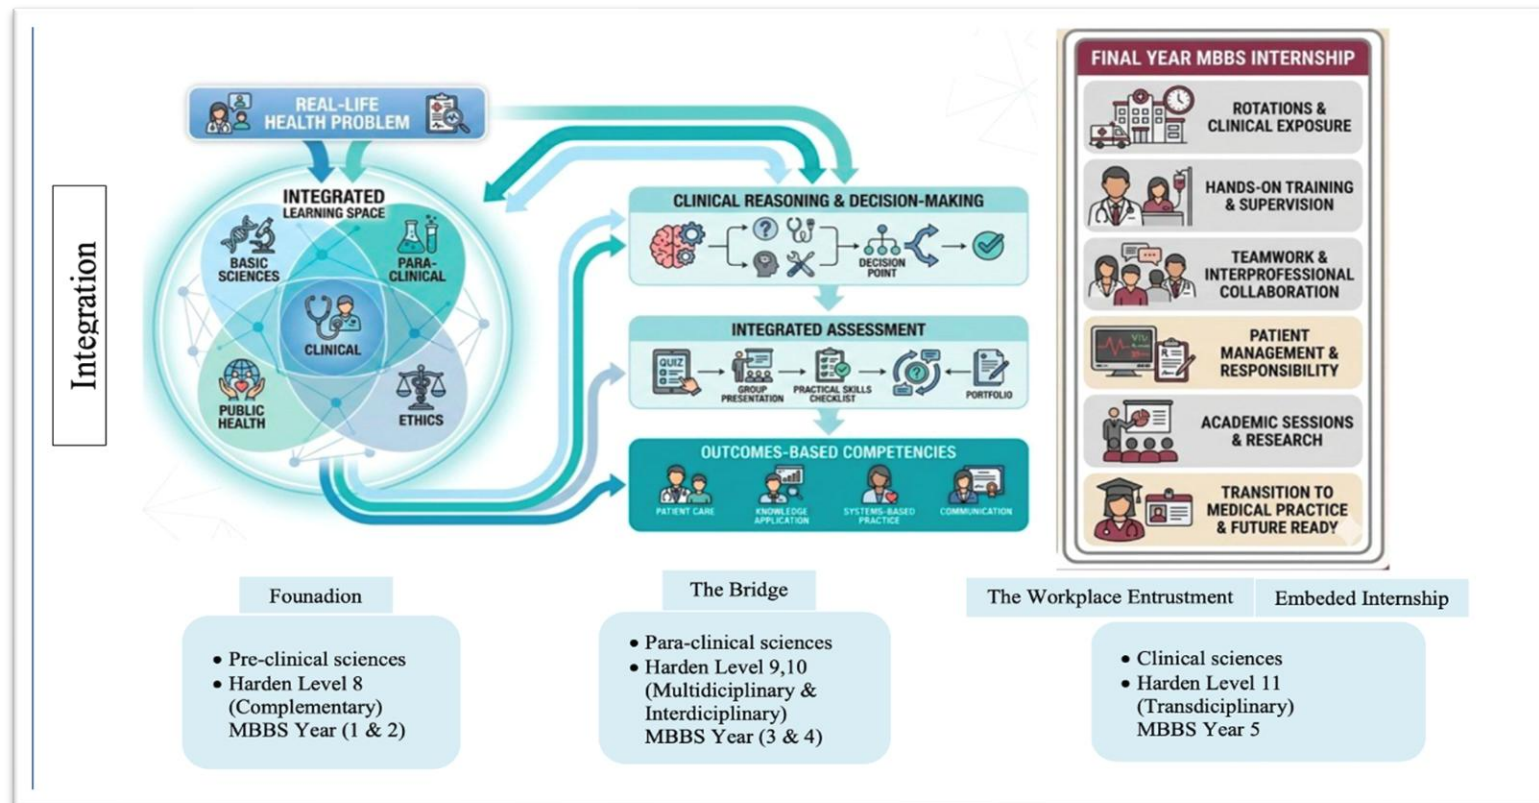 Integration
REAL-LIFE
HEALTH PROBLEM
INTEGRATED
LEARNING SPACE
BASIC
SCIENCES
PARA-
CLINICAL
CLINICAL
PUBLIC
HEALTH
ETHICS
CLINICAL REASONING & DECISION-MAKING
?
DECISION
POINT
INTEGRATED ASSESSMENT
QUIZ
GROUP
PRESENTATION
PRACTICAL SKILLS
CHECKLIST
?
PORTFOLIO
OUTCOMES-BASED COMPETENCIES
PATIENT CARE
KNOWLEDGE
APPLICATION
SYSTEMS-BASED
PRACTICE
COMMUNICATION
FINAL YEAR MBBS INTERNSHIP
ROTATIONS &
CLINICAL EXPOSURE
HANDS-ON TRAINING
& SUPERVISION
TEAMWORK &
INTERPROFESSIONAL
COLLABORATION
PATIENT
MANAGEMENT &
RESPONSIBILITY
ACADEMIC SESSIONS
& RESEARCH
TRANSITION TO
MEDICAL PRACTICE
& FUTURE READY
Founadion
• Pre-clinical sciences
• Harden Level 8
(Complementary)
MBBS Year (1 & 2)
The Bridge
• Para-clinical sciences
• Harden Level 9,10
(Multidiciplinary &
Interdiciplinary)
MBBS Year (3 & 4)
The Workplace Entrustment
Embeded Internship
• Clinical sciences
• Harden Level 11
(Transdiciplinary)
MBBS Year 5